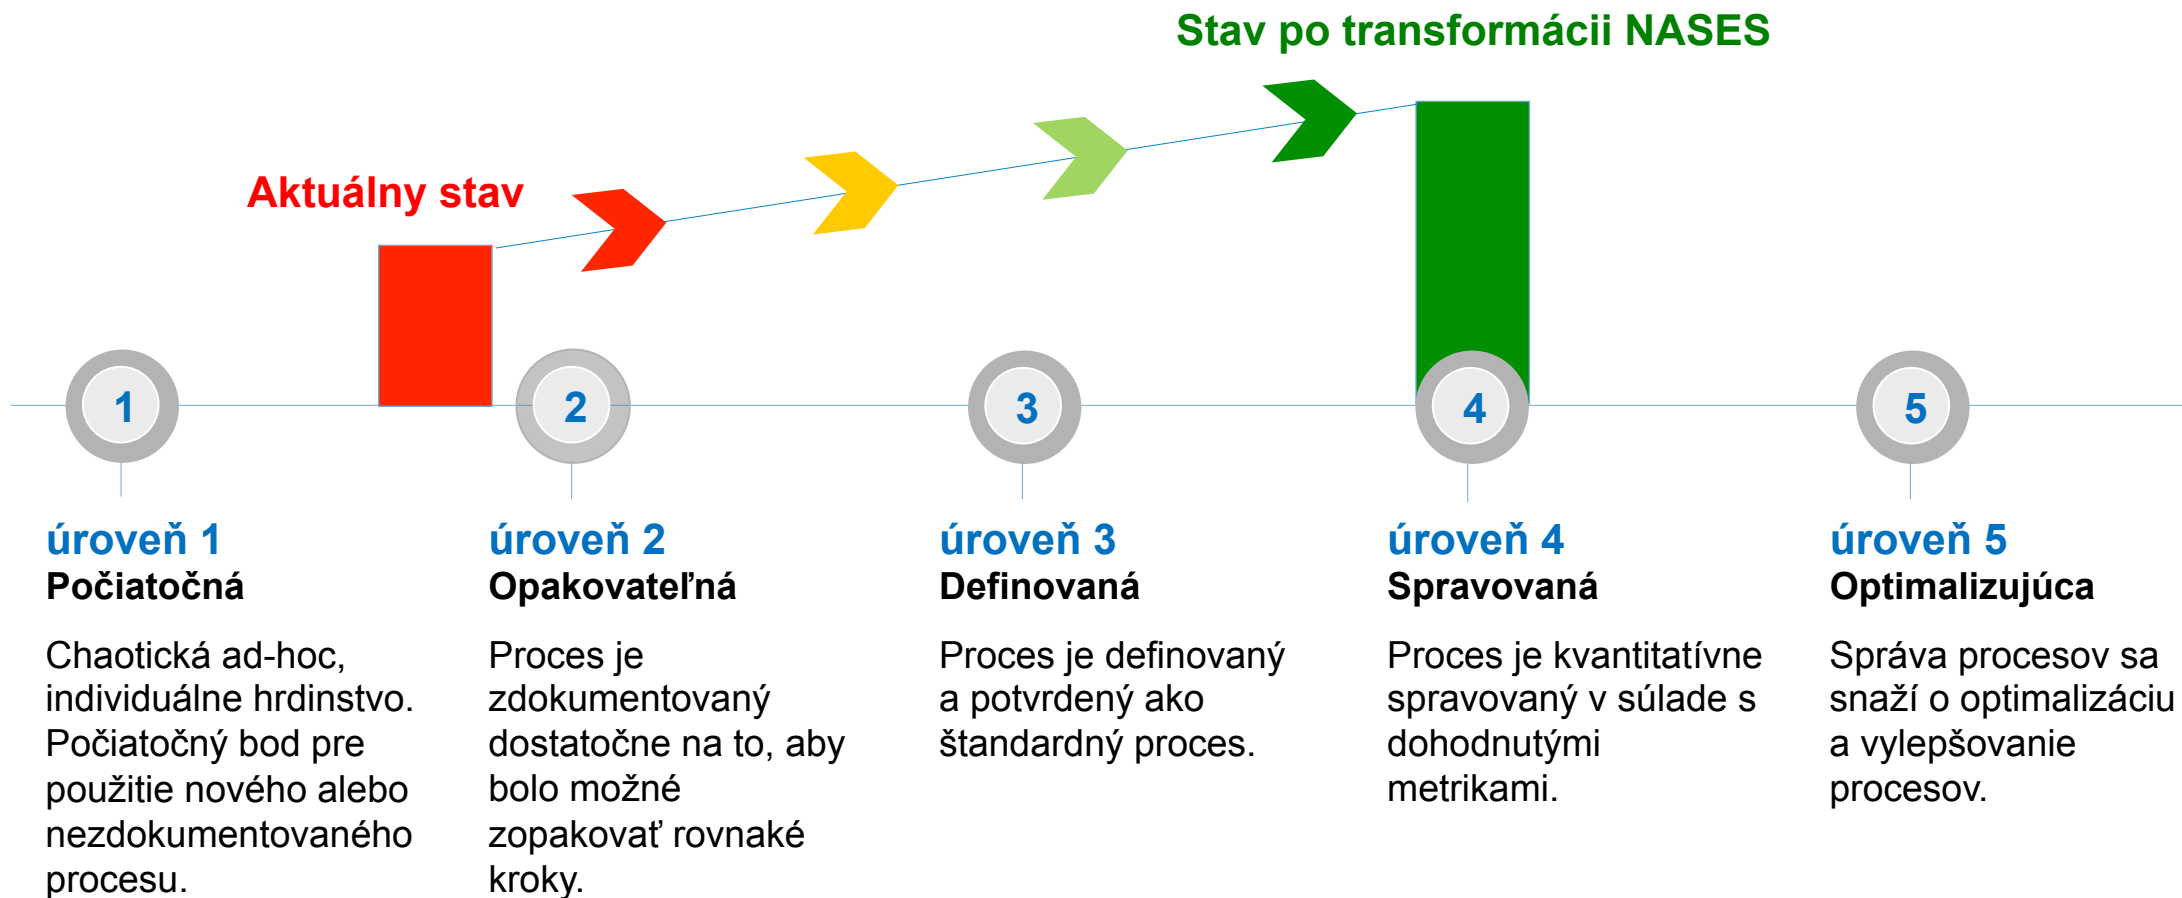 Stav po transformácii NASES
Aktuálny stav
1
2
3
4
5
úroveň 1
Počiatočná
Chaotická ad-hoc,
individuálne hrdinstvo.
Počiatočný bod pre
použitie nového alebo
nezdokumentovaného
procesu.
úroveň 2
Opakovateľná
Proces je
zdokumentovaný
dostatočne na to, aby
bolo možné
zopakovať rovnaké
kroky.
úroveň 3
Definovaná
Proces je definovaný
a potvrdený ako
štandardný proces.
úroveň 4
Spravovaná
Proces je kvantitatívne
spravovaný v súlade s
dohodnutými
metrikami.
úroveň 5
Optimalizujúca
Správa procesov sa
snaží o optimalizáciu
a vylepšovanie
procesov.